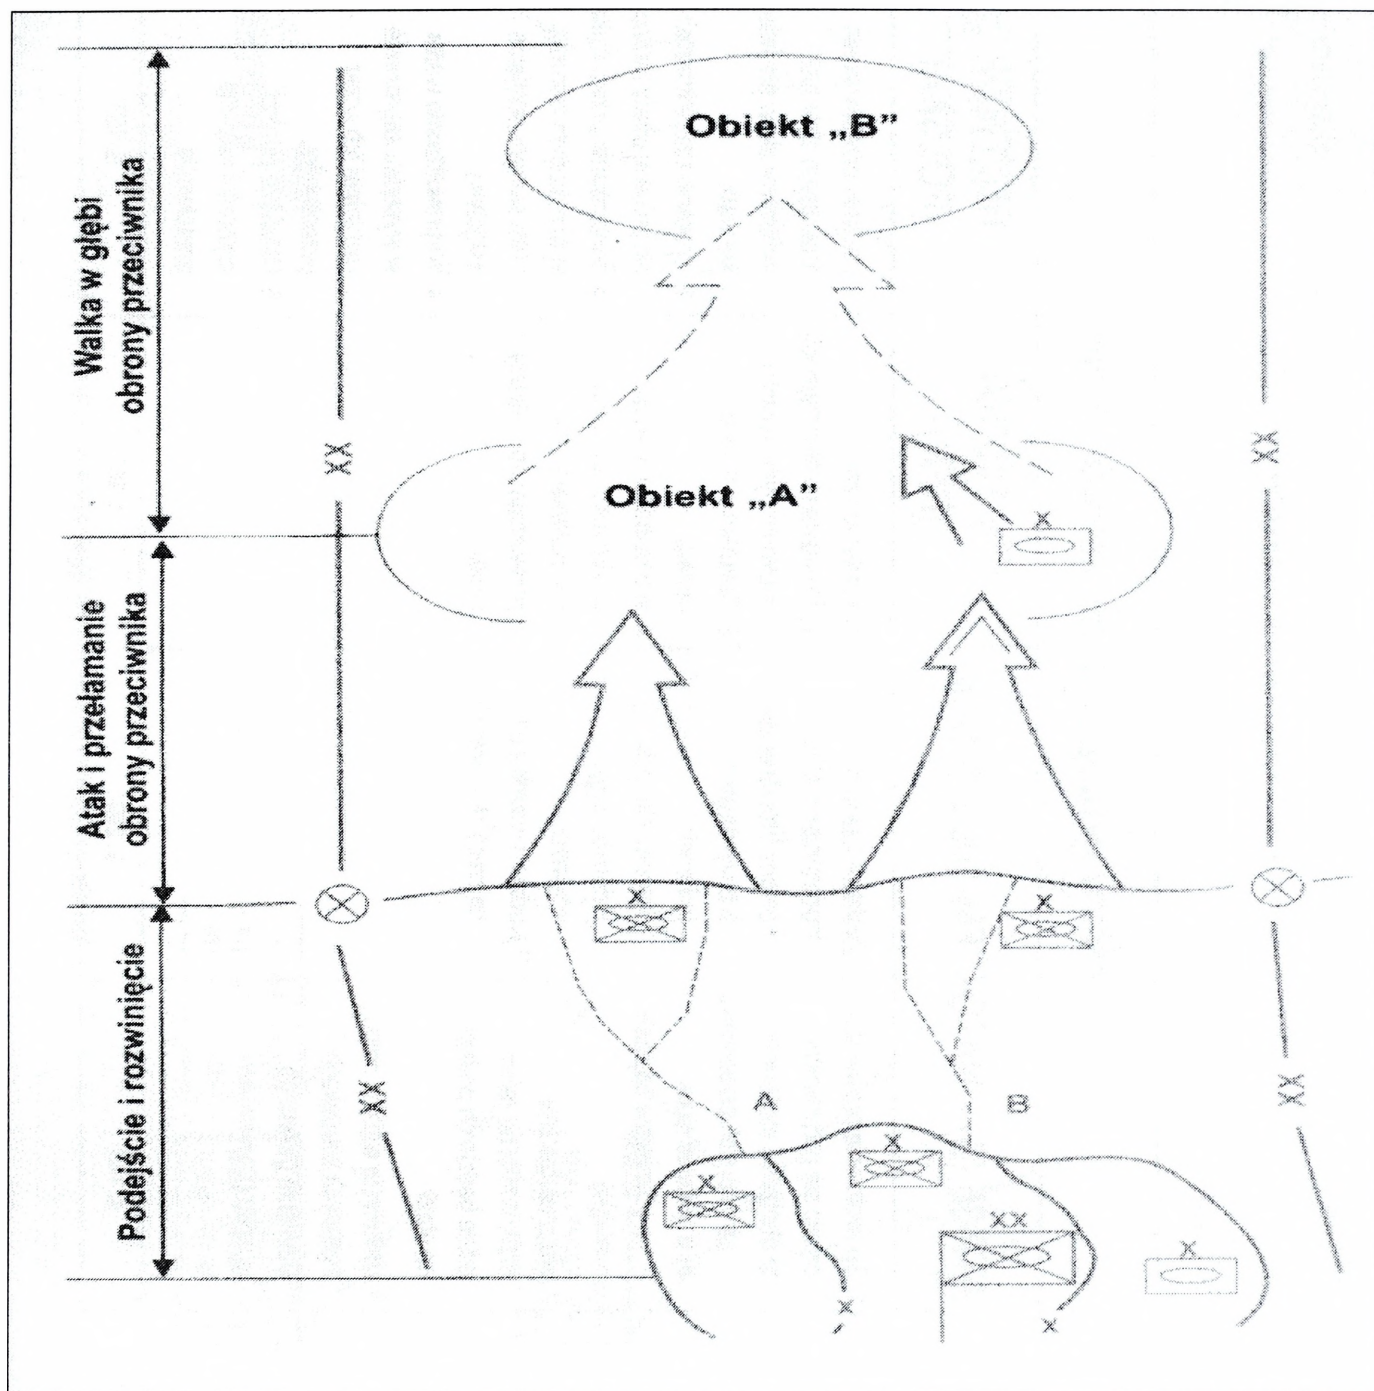 Obiekt „B”
Walka w głębi
obrony przeciwnika
XX
XX
Obiekt „A”
X
Atak i przełamanie
obrony przeciwnika
X
X
Podejście i rozwinięcie
XX
XX
A
B
X
X
XX
X
X
X